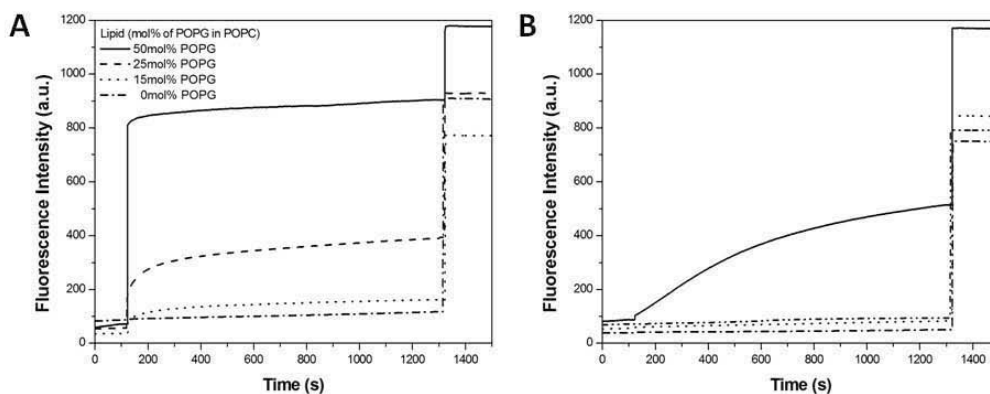 A
Lipid (mol% of POPG in POPC)
50mol% POPG
25mol% POPG
15mol% POPG
0mol% POPG
Fluorescence Intensity (a.u.)
1200
1000
800
600
400
200
0
0 200 400 600 800 1000 1200 1400
Time (s)
B
Fluorescence Intensity (a.u.)
1200
1000
800
600
400
200
0
0 200 400 600 800 1000 1200 1400
Time (s)